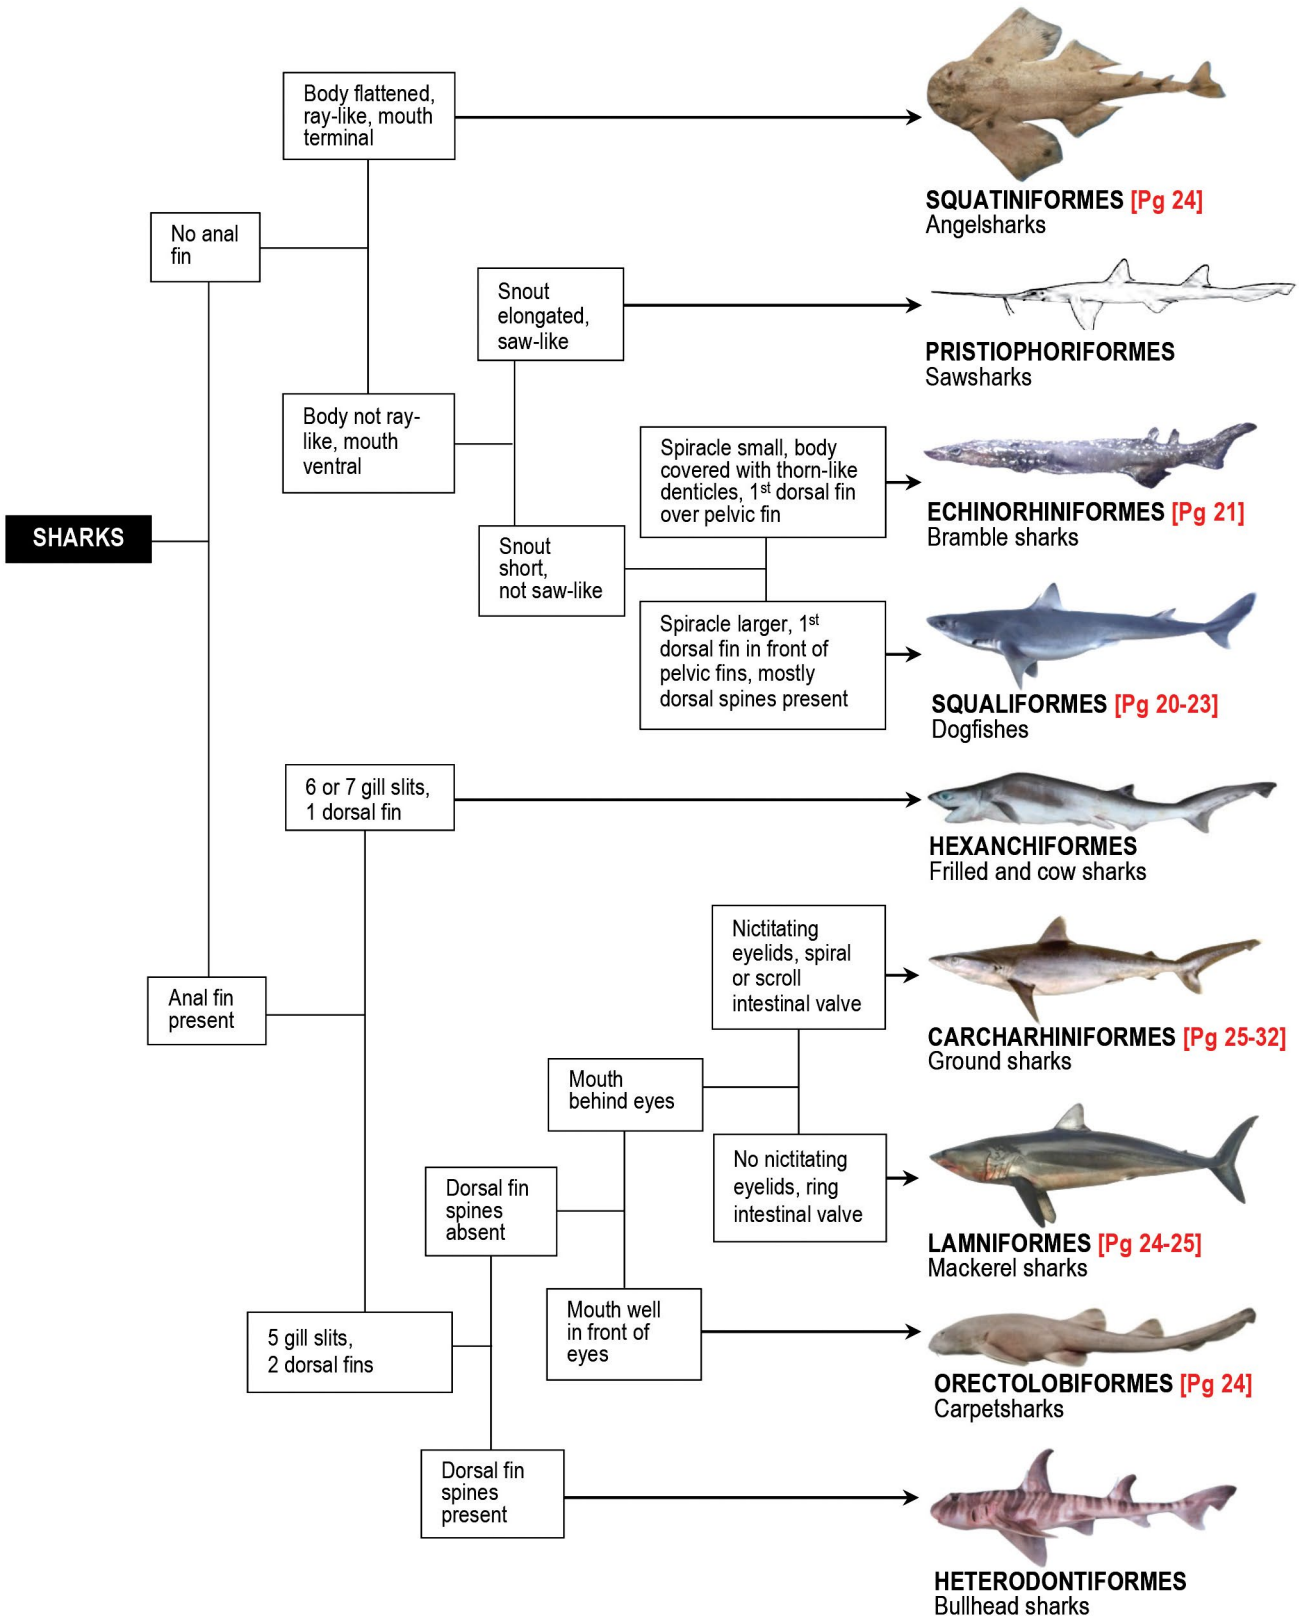 Body flattened,
ray-like, mouth
terminal
SQUATINIFORMES [Pg 24]
Angelsharks
No anal
fin
Snout
elongated,
saw-like
PRISTIOPHORIFORMES
Sawsharks
Body not ray-
like, mouth
ventral
Spiracle small, body
covered with thorn-like
denticles, 1st dorsal fin
over pelvic fin
ECHINORHINIFORMES [Pg 21]
Bramble sharks
SHARKS
Snout
short,
not saw-like
Spiracle larger, 1st
dorsal fin in front of
pelvic fins, mostly
dorsal spines present
SQUALIFORMES [Pg 20-23]
Dogfishes
6 or 7 gill slits,
1 dorsal fin
HEXANCHIFORMES
Frilled and cow sharks
Anal fin
present
Nictitating
eyelids, spiral
or scroll
intestinal valve
CARCHARHINIFORMES [Pg 25-32]
Ground sharks
Mouth
behind eyes
No nictitating
eyelids, ring
intestinal valve
LAMNIFORMES [Pg 24-25]
Mackerel sharks
Dorsal fin
spines
absent
Mouth well
in front of
eyes
ORECTOLOBIFORMES [Pg 24]
Carpetsharks
5 gill slits,
2 dorsal fins
Dorsal fin
spines
present
HETERODONTIFORMES
Bullhead sharks